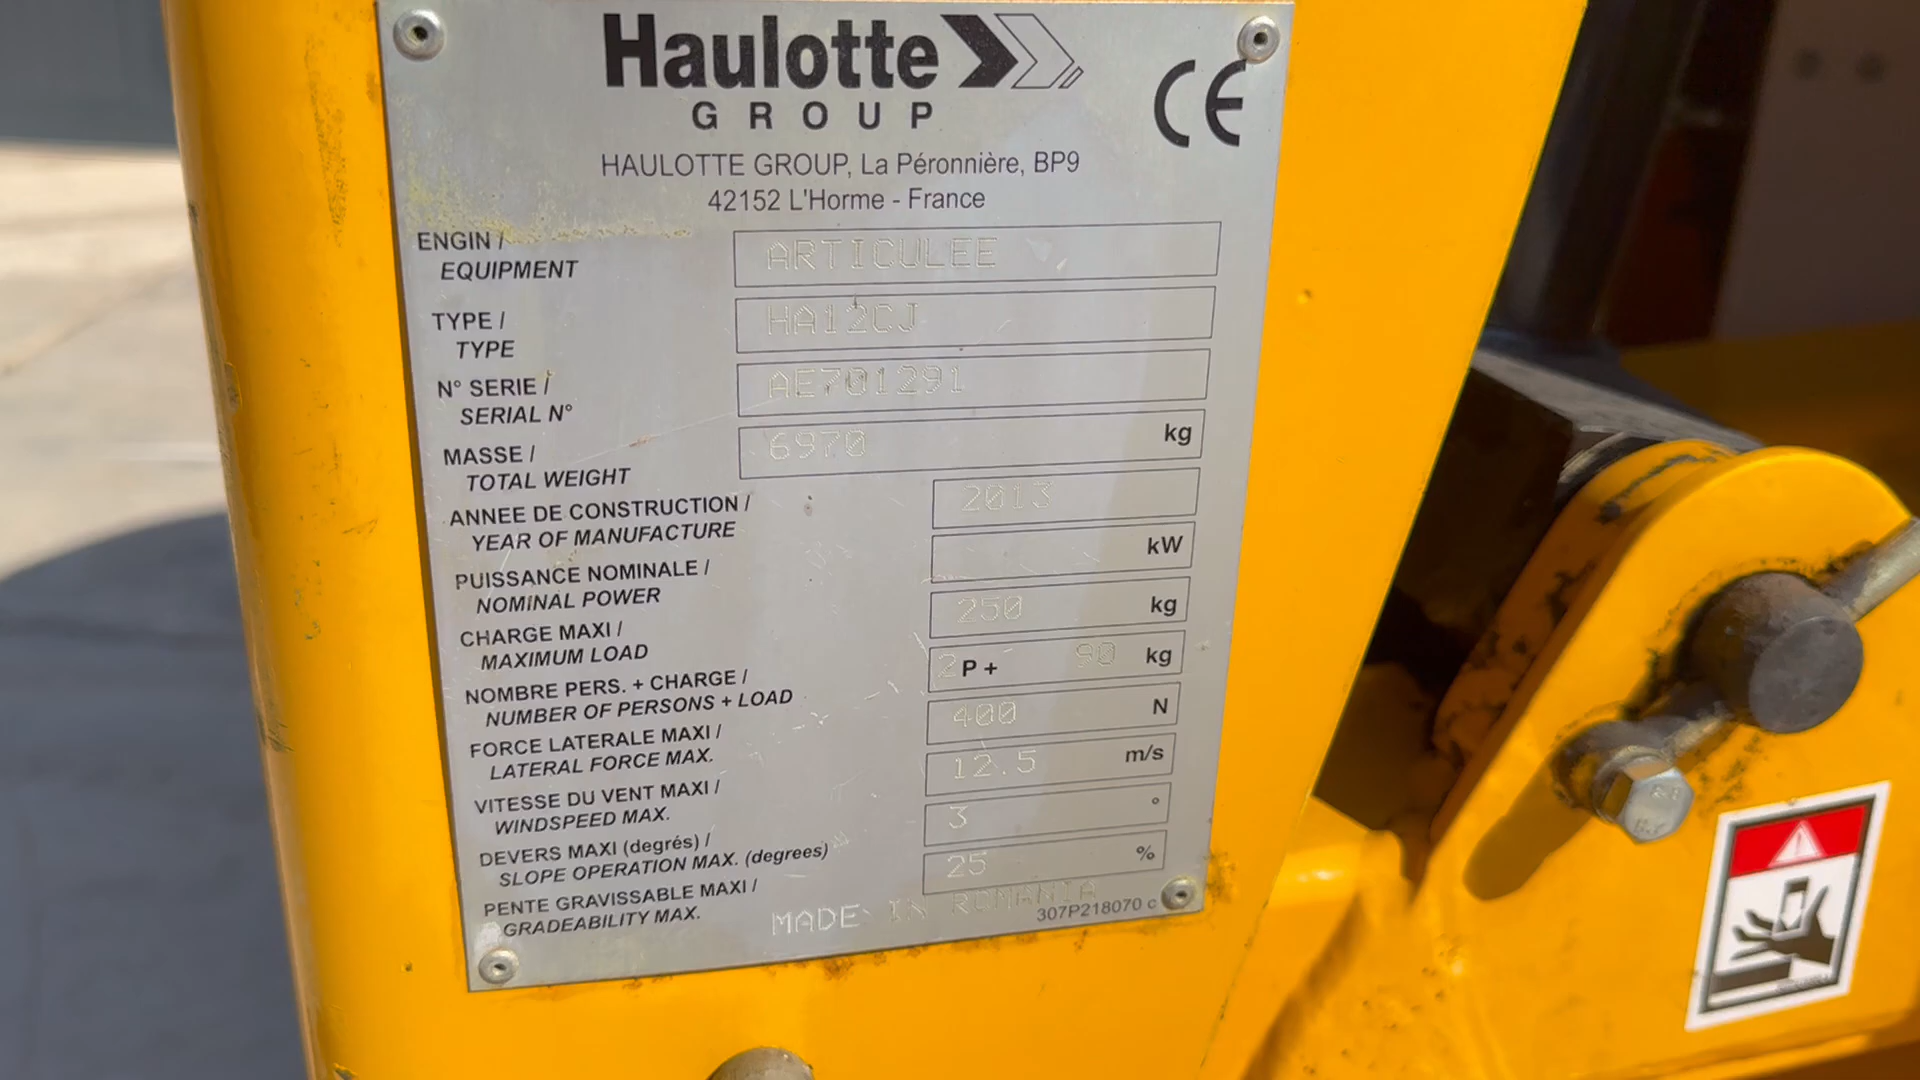 Haulotte
GROUP
CE
HAULOTTE GROUP, La Péronnière, BP9
42152 L'Horme - France
ENGIN /
EQUIPMENT
ARTICULEE
TYPE /
TYPE
HA12CJ
N° SERIE /
SERIAL N°
AE701291
MASSE /
TOTAL WEIGHT
6970 kg
ANNEE DE CONSTRUCTION /
YEAR OF MANUFACTURE
2013
PUISSANCE NOMINALE /
NOMINAL POWER
kW
CHARGE MAXI /
MAXIMUM LOAD
250 kg
NOMBRE PERS. + CHARGE /
NUMBER OF PERSONS + LOAD
2 P + 90 kg
FORCE LATERALE MAXI /
LATERAL FORCE MAX.
400 N
VITESSE DU VENT MAXI /
WINDSPEED MAX.
12.5 m/s
DEVERS MAXI (degrés) /
SLOPE OPERATION MAX. (degrees)
3 °
PENTE GRAVISSABLE MAXI /
GRADEABILITY MAX.
25 %
MADE IN ROMANIA
307P218070 c